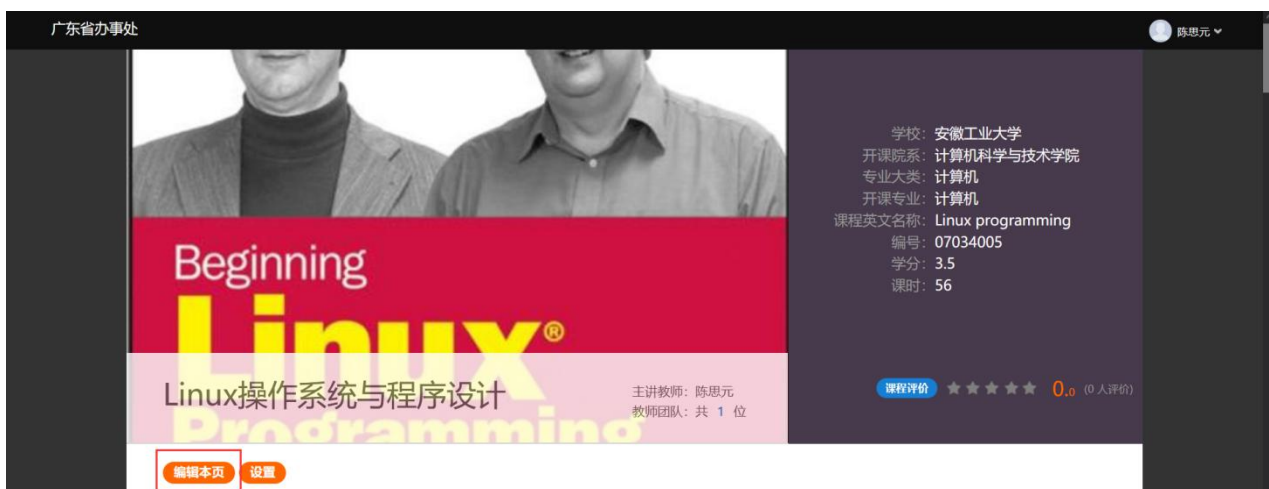 广东省办事处
陈思元
学校：安徽工业大学
开课院系：计算机科学与技术学院
专业大类：计算机
开课专业：计算机
课程英文名称：Linux programming
编号：07034005
学分：3.5
课时：56
Beginning
Linux®
Programming
Linux操作系统与程序设计
主讲教师：陈思元
教师团队：共 1 位
课程评价 0.0 (0 人评价)
编辑本页 设置